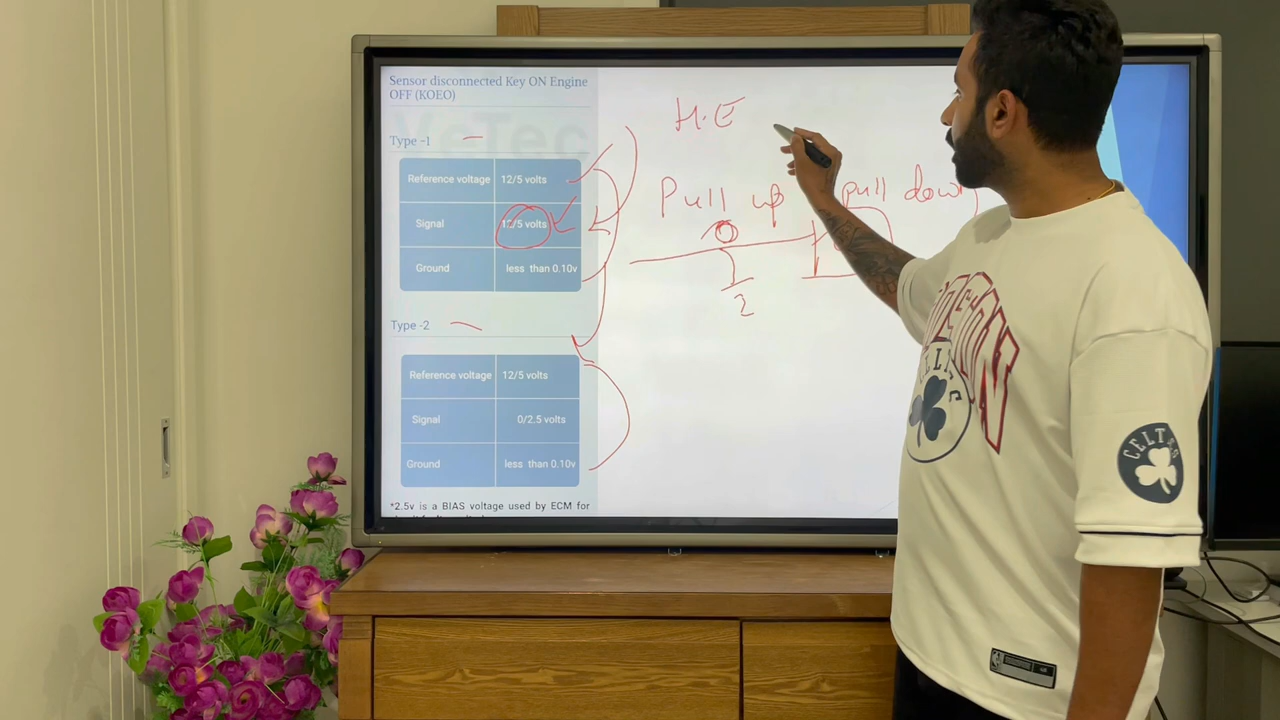 Sensor disconnected Key ON Engine
OFF (KOEO)
Type -1
Reference voltage 12/5 volts
Signal 12/5 volts
Ground less than 0.10v
Type -2
Reference voltage 12/5 volts
Signal 0/2.5 volts
Ground less than 0.10v
*2.5v is a BIAS voltage used by ECM for
H.E
Pull up
pull down
2
CELTICS